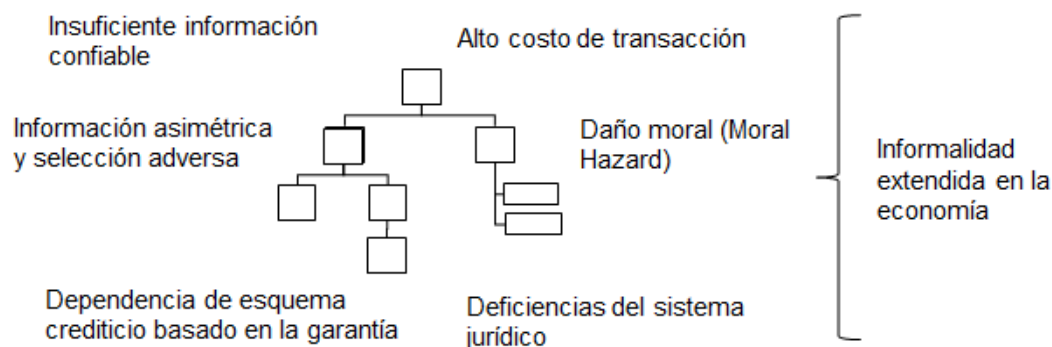 Insuficiente información
confiable
Alto costo de transacción
Información asimétrica
y selección adversa
Daño moral (Moral
Hazard)
Informalidad
extendida en la
economía
Dependencia de esquema
crediticio basado en la garantía
Deficiencias del sistema
jurídico